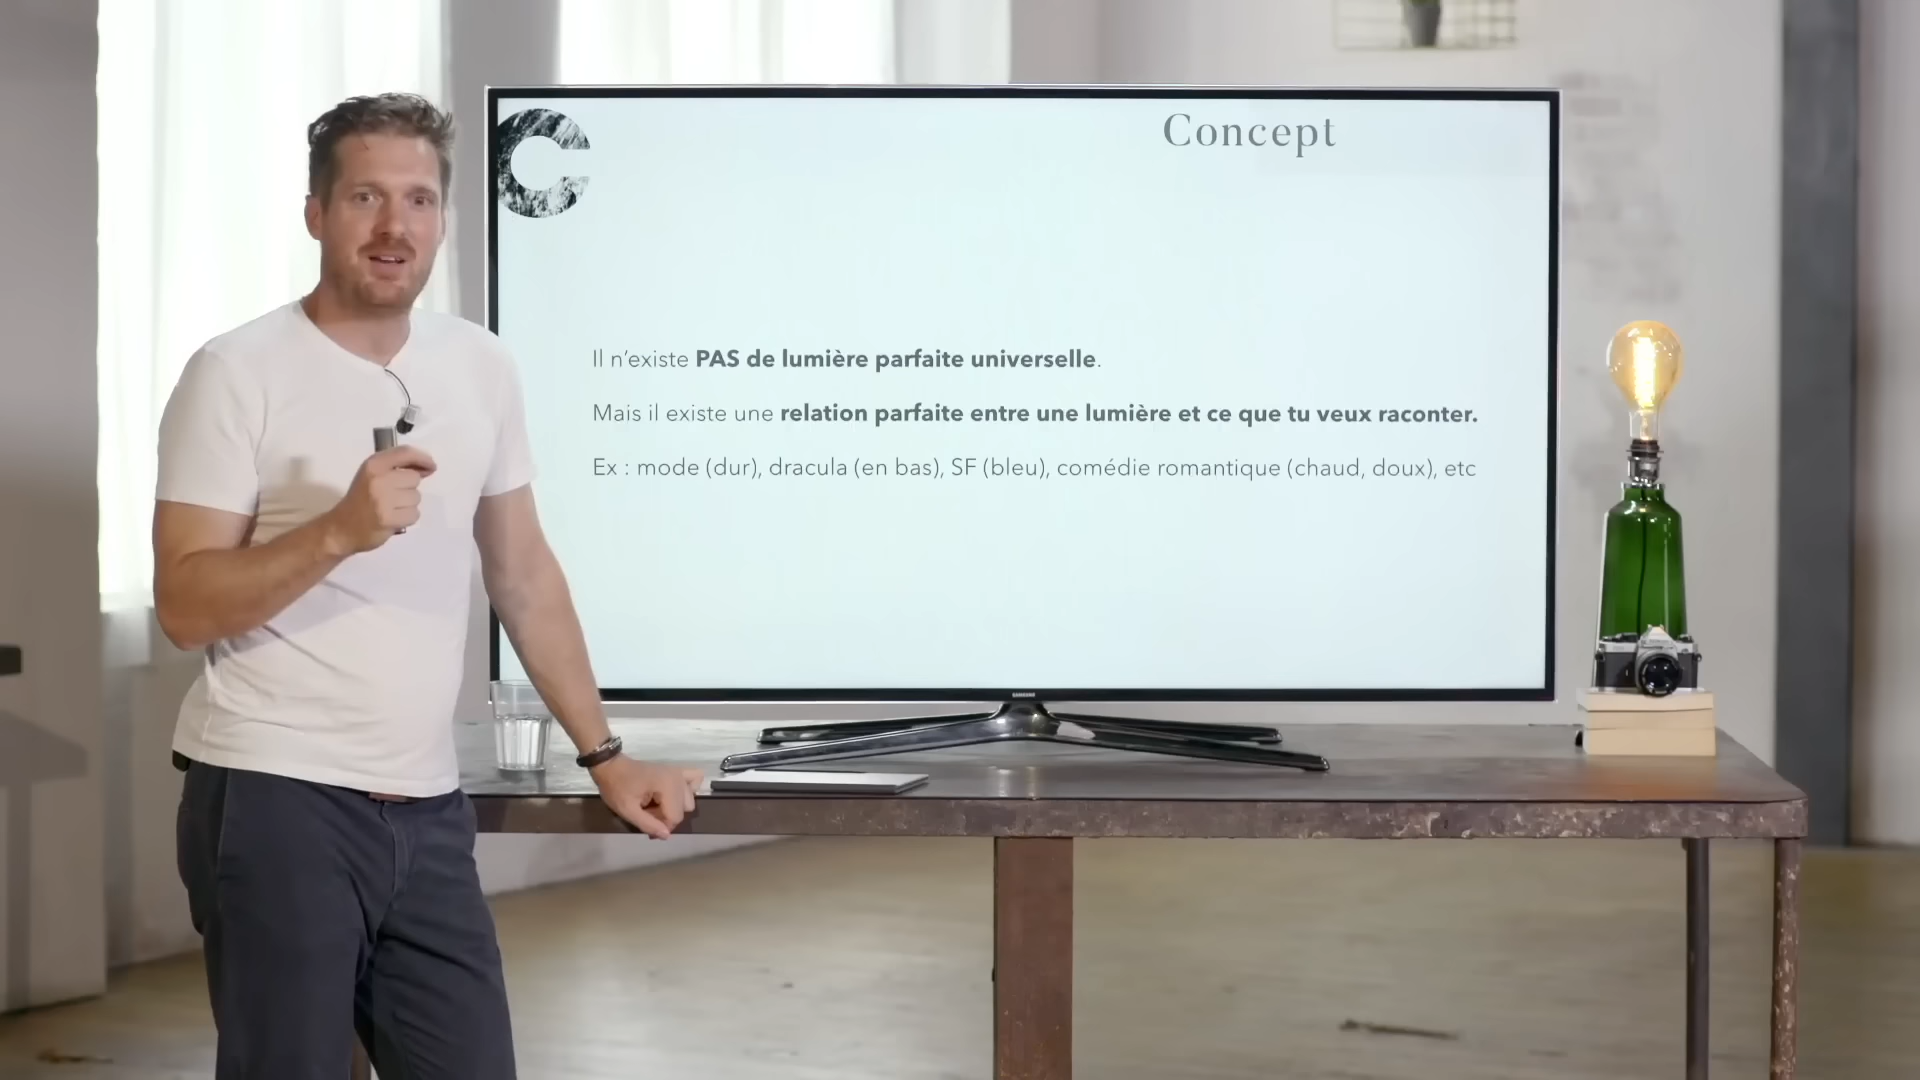 Concept
Il n'existe PAS de lumière parfaite universelle.
Mais il existe une relation parfaite entre une lumière et ce que tu veux raconter.
Ex : mode (dur), dracula (en bas), SF (bleu), comédie romantique (chaud, doux), etc
SAMSUNG